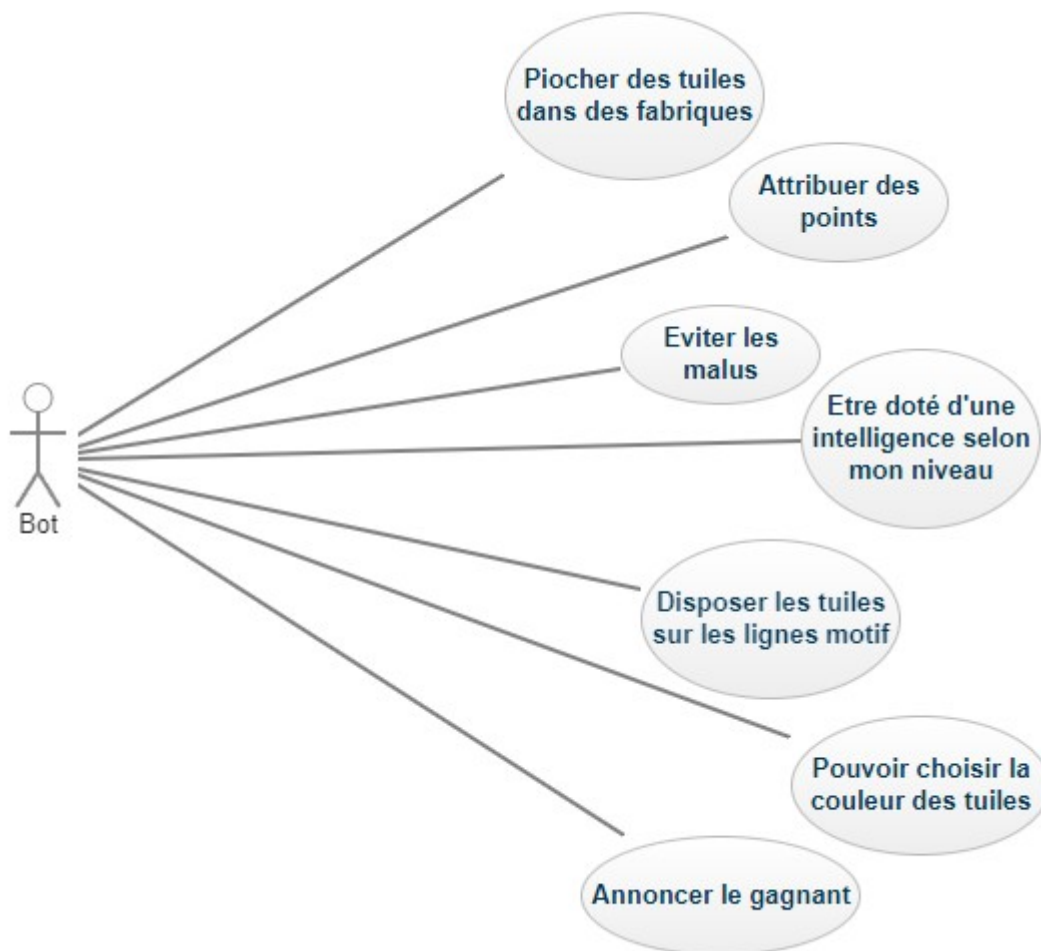 Piocher des tuiles
dans des fabriques
Attribuer des
points
Eviter les
malus
Etre doté d'une
intelligence selon
mon niveau
Bot
Disposer les tuiles
sur les lignes motif
Pouvoir choisir la
couleur des tuiles
Annoncer le gagnant